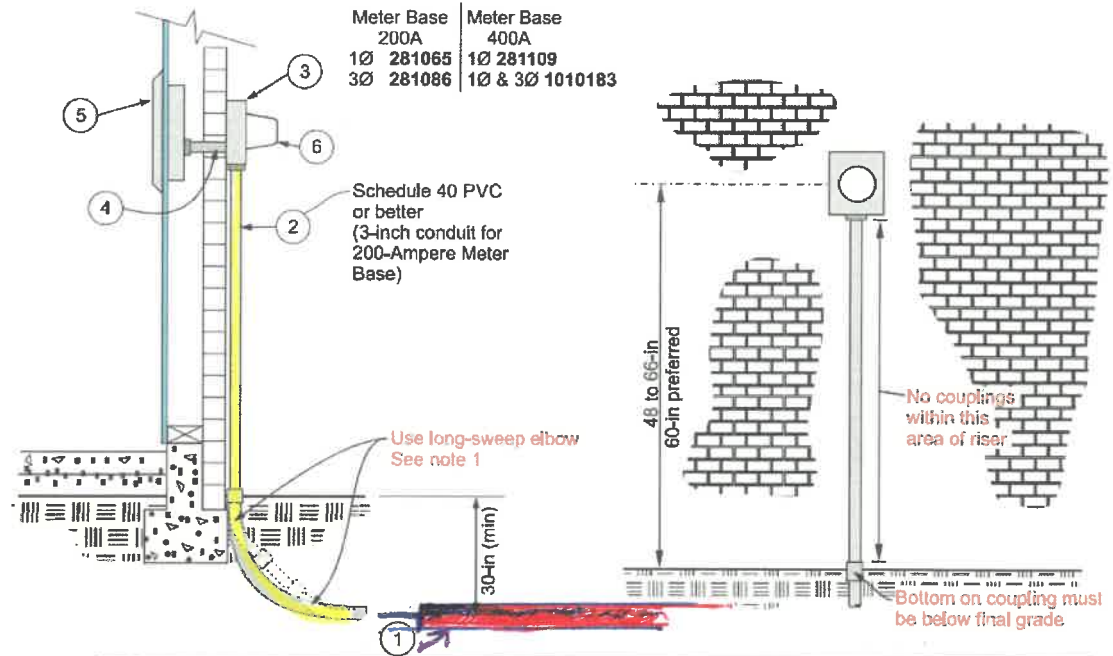 Meter Base Meter Base
200A 400A
1Ø 281065 1Ø 281109
3Ø 281086 1Ø & 3Ø 1010183
3
5
6
4
2
Schedule 40 PVC
or better
(3-inch conduit for
200-Ampere Meter
Base)
48 to 66-in
60-in preferred
No couplings
within this
area of riser
Use long-sweep elbow
See note 1
30-in (min)
Bottom on coupling must
be below final grade
1